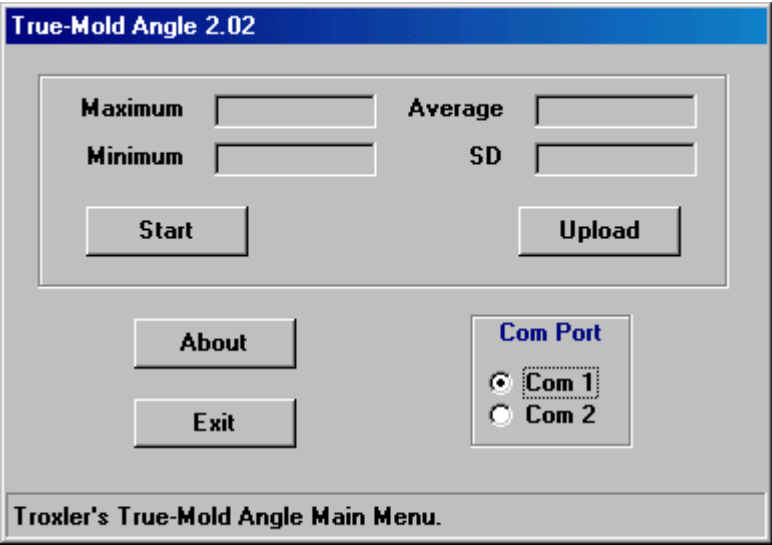 True-Mold Angle 2.02
Maximum Average
Minimum SD
Start Upload
About
Com Port
Com 1
Exit Com 2
Troxler's True-Mold Angle Main Menu.